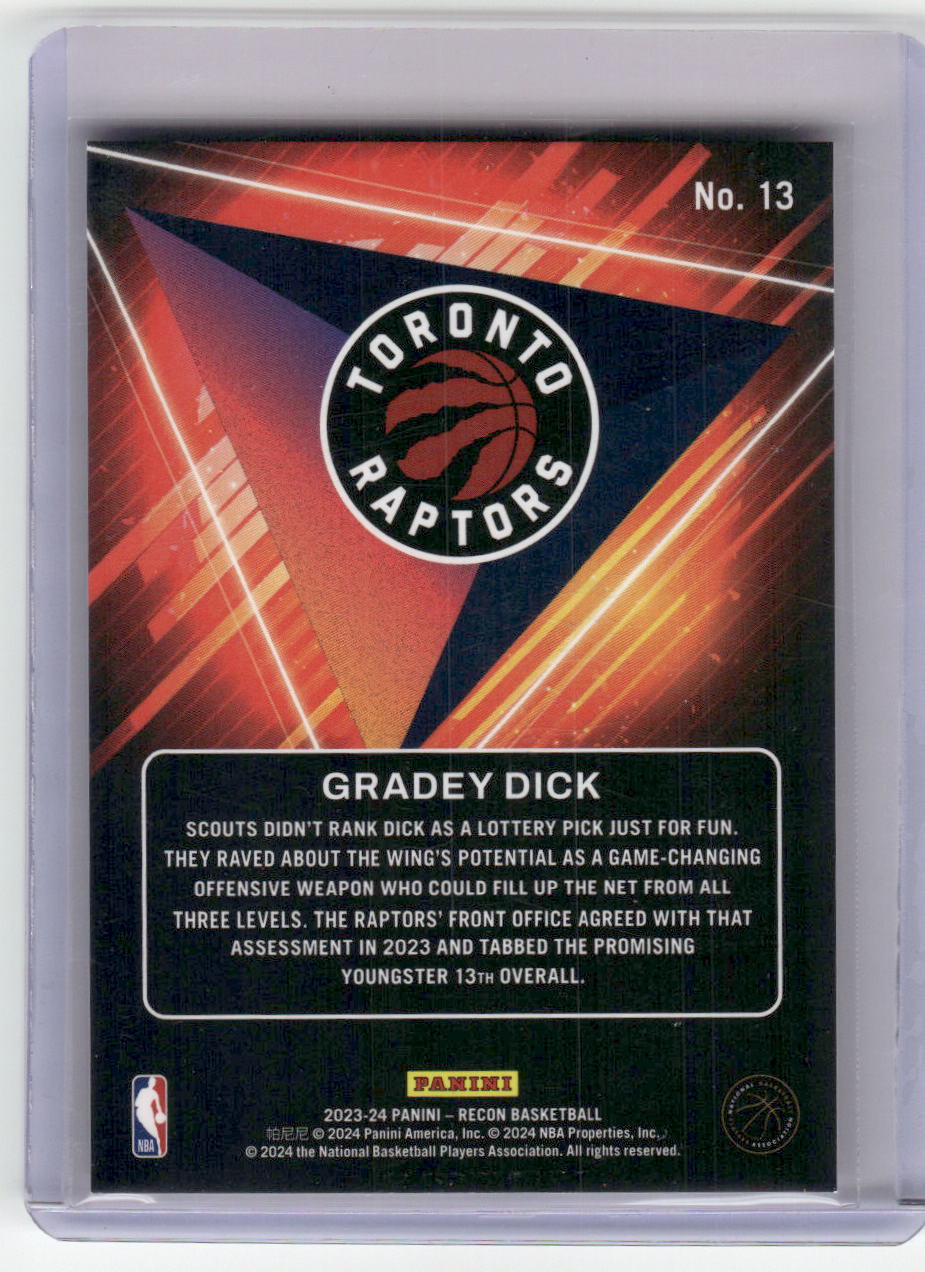 No. 13
TORONTO
RAPTORS
GRADEY DICK
SCOUTS DIDN'T RANK DICK AS A LOTTERY PICK JUST FOR FUN.
THEY RAVED ABOUT THE WING'S POTENTIAL AS A GAME-CHANGING
OFFENSIVE WEAPON WHO COULD FILL UP THE NET FROM ALL
THREE LEVELS. THE RAPTORS' FRONT OFFICE AGREED WITH THAT
ASSESSMENT IN 2023 AND TABBED THE PROMISING
YOUNGSTER 13TH OVERALL.
PANINI
2023-24 PANINI – RECON BASKETBALL
帕尼尼 © 2024 Panini America, Inc. © 2024 NBA Properties, Inc.
© 2024 the National Basketball Players Association. All rights reserved.
NBA
NATIONAL BASKETBALL
PLAYERS ASSOCIATION